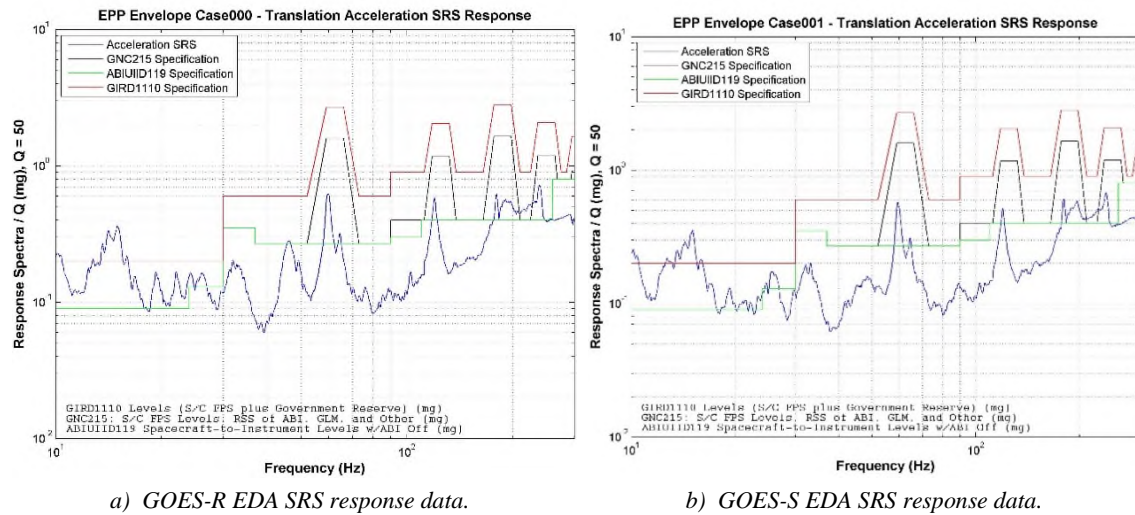 EPP Envelope Case000 - Translation Acceleration SRS Response
Acceleration SRS
GNC215 Specification
ABIUIID119 Specification
GIRD1110 Specification
Response Spectra / Q (mg), Q = 50
10^1
10^0
10^-1
10^-2
GIRD1110 Levels (S/C FPS plus Government Reserve) (mg)
GNC215: S/C FPS Levels. RSS of ABI. GLM. and Other (mg)
ABIUIID119 Spacecraft-to-Instrument Levels w/ABI Off (mg)
10^1
10^2
Frequency (Hz)
a) GOES-R EDA SRS response data.
EPP Envelope Case001 - Translation Acceleration SRS Response
Acceleration SRS
GNC215 Specification
ABIUIID119 Specification
GIRD1110 Specification
Response Spectra / Q (mg), Q = 50
10^1
10^0
GIRD1110 Levels (S/C FPS plus Government Reserve) (mg)
GNC215: S/C FPS Levels. RSS of ABI. GLM. and Other (mg)
ABIUIID119 Spacecraft-to-Instrument Levels w/ABI Off (mg)
10^1
10^2
Frequency (Hz)
b) GOES-S EDA SRS response data.